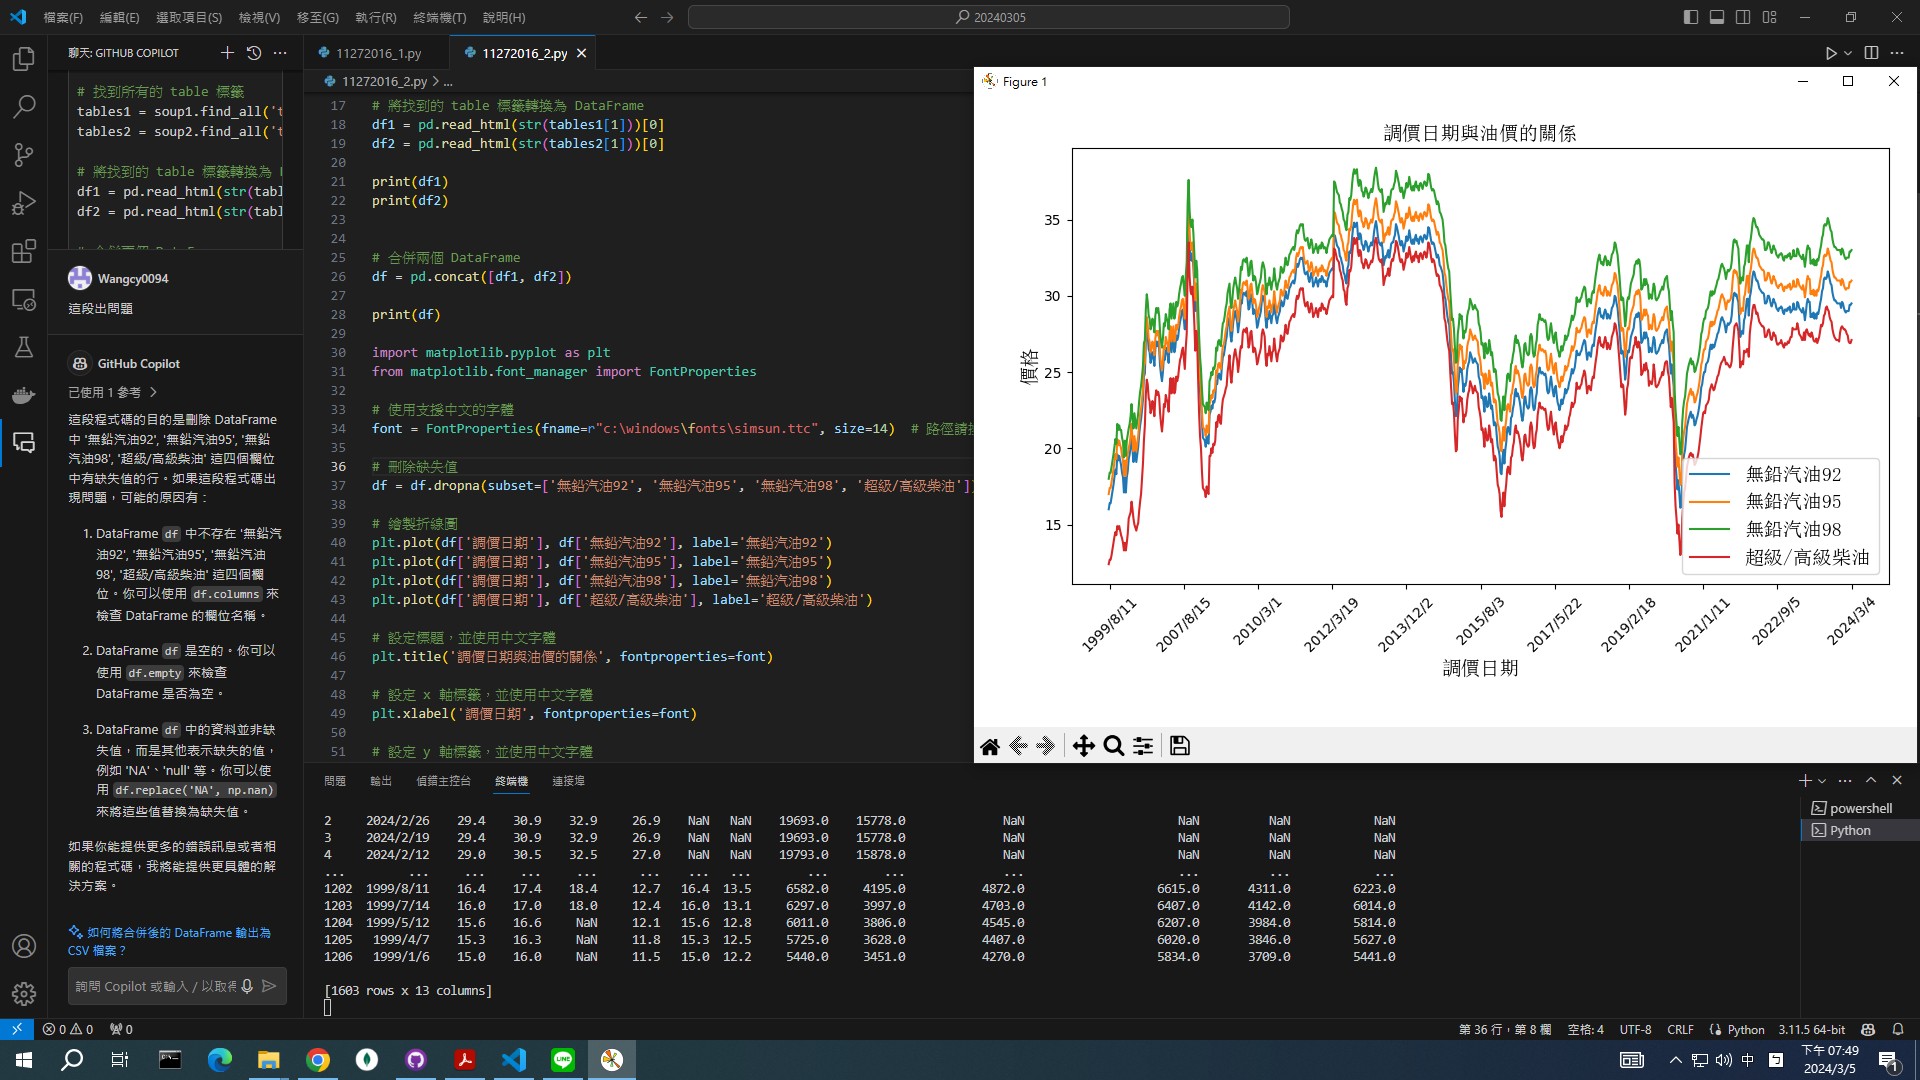 檔案(F) 編輯(E) 選取項目(S) 檢視(V) 移至(G) 執行(R) 終端機(T) 說明(H)
20240305
聊天: GITHUB COPILOT
# 找到所有的 table 標籤
tables1 = soup1.find_all('t
tables2 = soup2.find_all('t
# 將找到的 table 標籤轉換為
df1 = pd.read_html(str(tabl
df2 = pd.read_html(str(tabl
Wangcy0094
這段出問題
GitHub Copilot
已使用 1 參考
這段程式碼的目的是刪除 DataFrame
中 '無鉛汽油92', '無鉛汽油95', '無鉛
汽油98', '超級/高級柴油' 這四個欄位
中有缺失值的行。如果這段程式碼出
現問題，可能的原因有：
1. DataFrame df 中不存在 '無鉛汽
油92', '無鉛汽油95', '無鉛汽油
98', '超級/高級柴油' 這四個欄
位。你可以使用 df.columns 來
檢查 DataFrame 的欄位名稱。
2. DataFrame df 是空的。你可以
使用 df.empty 來檢查
DataFrame 是否為空。
3. DataFrame df 中的資料並非缺
失值，而是其他表示缺失的值，
例如 'NA'、'null' 等。你可以使
用 df.replace('NA', np.nan)
來將這些值替換為缺失值。
如果你能提供更多的錯誤訊息或者相
關的程式碼，我將能提供更具體的解
決方案。
如何將合併後的 DataFrame 輸出為
CSV 檔案？
詢問 Copilot 或輸入 / 以取得
11272016_1.py 11272016_2.py
11272016_2.py > ...
17 # 將找到的 table 標籤轉換為 DataFrame
18 df1 = pd.read_html(str(tables1[1]))[0]
19 df2 = pd.read_html(str(tables2[1]))[0]
20
21 print(df1)
22 print(df2)
23
24
25 # 合併兩個 DataFrame
26 df = pd.concat([df1, df2])
27
28 print(df)
29
30 import matplotlib.pyplot as plt
31 from matplotlib.font_manager import FontProperties
32
33 # 使用支援中文的字體
34 font = FontProperties(fname=r"c:\windows\fonts\simsun.ttc", size=14) # 路徑請
35
36 # 刪除缺失值
37 df = df.dropna(subset=['無鉛汽油92', '無鉛汽油95', '無鉛汽油98', '超級/高級柴油'])
38
39 # 繪製折線圖
40 plt.plot(df['調價日期'], df['無鉛汽油92'], label='無鉛汽油92')
41 plt.plot(df['調價日期'], df['無鉛汽油95'], label='無鉛汽油95')
42 plt.plot(df['調價日期'], df['無鉛汽油98'], label='無鉛汽油98')
43 plt.plot(df['調價日期'], df['超級/高級柴油'], label='超級/高級柴油')
44
45 # 設定標題，並使用中文字體
46 plt.title('調價日期與油價的關係', fontproperties=font)
47
48 # 設定 x 軸標籤，並使用中文字體
49 plt.xlabel('調價日期', fontproperties=font)
50
51 # 設定 y 軸標籤，並使用中文字體
Figure 1
調價日期與油價的關係
價格
35
30
25
20
15
無鉛汽油92
無鉛汽油95
無鉛汽油98
超級/高級柴油
1999/8/11 2007/8/15 2010/3/1 2012/3/19 2013/12/2 2015/8/3 2017/5/22 2019/2/18 2021/1/11 2022/9/5 2024/3/4
調價日期
問題 輸出 偵錯主控台 終端機 連接埠
2 2024/2/26 29.4 30.9 32.9 26.9 NaN NaN 19693.0 15778.0 NaN NaN NaN NaN
3 2024/2/19 29.4 30.9 32.9 26.9 NaN NaN 19693.0 15778.0 NaN NaN NaN NaN
4 2024/2/12 29.0 30.5 32.5 27.0 NaN NaN 19793.0 15878.0 NaN NaN NaN NaN
... ... ... ... ... ... ... ... ... ... ... ... ... ...
1202 1999/8/11 16.4 17.4 18.4 12.7 16.4 13.5 6582.0 4195.0 4872.0 6615.0 4311.0 6223.0
1203 1999/7/14 16.0 17.0 18.0 12.4 16.0 13.1 6297.0 3997.0 4703.0 6407.0 4142.0 6014.0
1204 1999/5/12 15.6 16.6 NaN 12.1 15.6 12.8 6011.0 3806.0 4545.0 6207.0 3984.0 5814.0
1205 1999/4/7 15.3 16.3 NaN 11.8 15.3 12.5 5725.0 3628.0 4407.0 6020.0 3846.0 5627.0
1206 1999/1/6 15.0 16.0 NaN 11.5 15.0 12.2 5440.0 3451.0 4270.0 5834.0 3709.0 5441.0
[1603 rows x 13 columns]
powershell
Python
0 0 0
第 36 行，第 8 欄 空格: 4 UTF-8 CRLF Python 3.11.5 64-bit
LINE
中
下午 07:49
2024/3/5
1